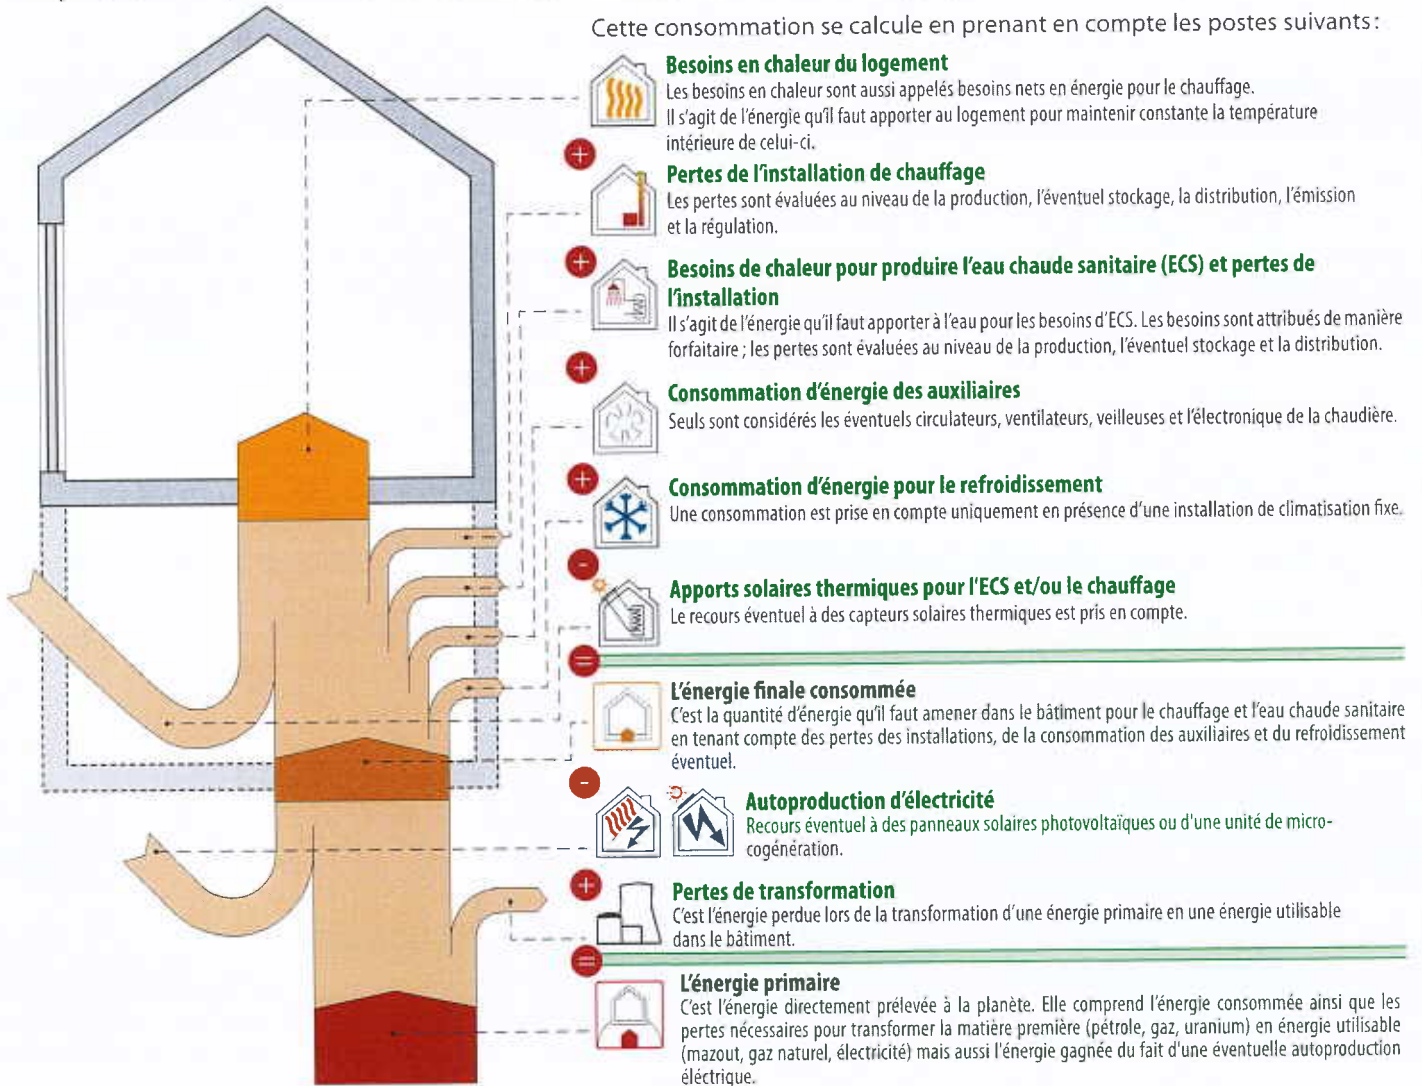 Cette consommation se calcule en prenant en compte les postes suivants:
Besoins en chaleur du logement
Les besoins en chaleur sont aussi appelés besoins nets en énergie pour le chauffage.
Il s'agit de l'énergie qu'il faut apporter au logement pour maintenir constante la température
intérieure de celui-ci.
+
Pertes de l'installation de chauffage
Les pertes sont évaluées au niveau de la production, l'éventuel stockage, la distribution, l'émission
et la régulation.
+
Besoins de chaleur pour produire l'eau chaude sanitaire (ECS) et pertes de
l'installation
Il s'agit de l'énergie qu'il faut apporter à l'eau pour les besoins d'ECS. Les besoins sont attribués de manière
forfaitaire ; les pertes sont évaluées au niveau de la production, l'éventuel stockage et la distribution.
+
Consommation d'énergie des auxiliaires
Seuls sont considérés les éventuels circulateurs, ventilateurs, veilleuses et l'électronique de la chaudière.
+
Consommation d'énergie pour le refroidissement
Une consommation est prise en compte uniquement en présence d'une installation de climatisation fixe.
-
Apports solaires thermiques pour l'ECS et/ou le chauffage
Le recours éventuel à des capteurs solaires thermiques est pris en compte.
=
L'énergie finale consommée
C'est la quantité d'énergie qu'il faut amener dans le bâtiment pour le chauffage et l'eau chaude sanitaire
en tenant compte des pertes des installations, de la consommation des auxiliaires et du refroidissement
éventuel.
-
Autoproduction d'électricité
Recours éventuel à des panneaux solaires photovoltaïques ou d'une unité de micro-
cogénération.
+
Pertes de transformation
C'est l'énergie perdue lors de la transformation d'une énergie primaire en une énergie utilisable
dans le bâtiment.
=
L'énergie primaire
C'est l'énergie directement prélevée à la planète. Elle comprend l'énergie consommée ainsi que les
pertes nécessaires pour transformer la matière première (pétrole, gaz, uranium) en énergie utilisable
(mazout, gaz naturel, électricité) mais aussi l'énergie gagnée du fait d'une éventuelle autoproduction
électrique.